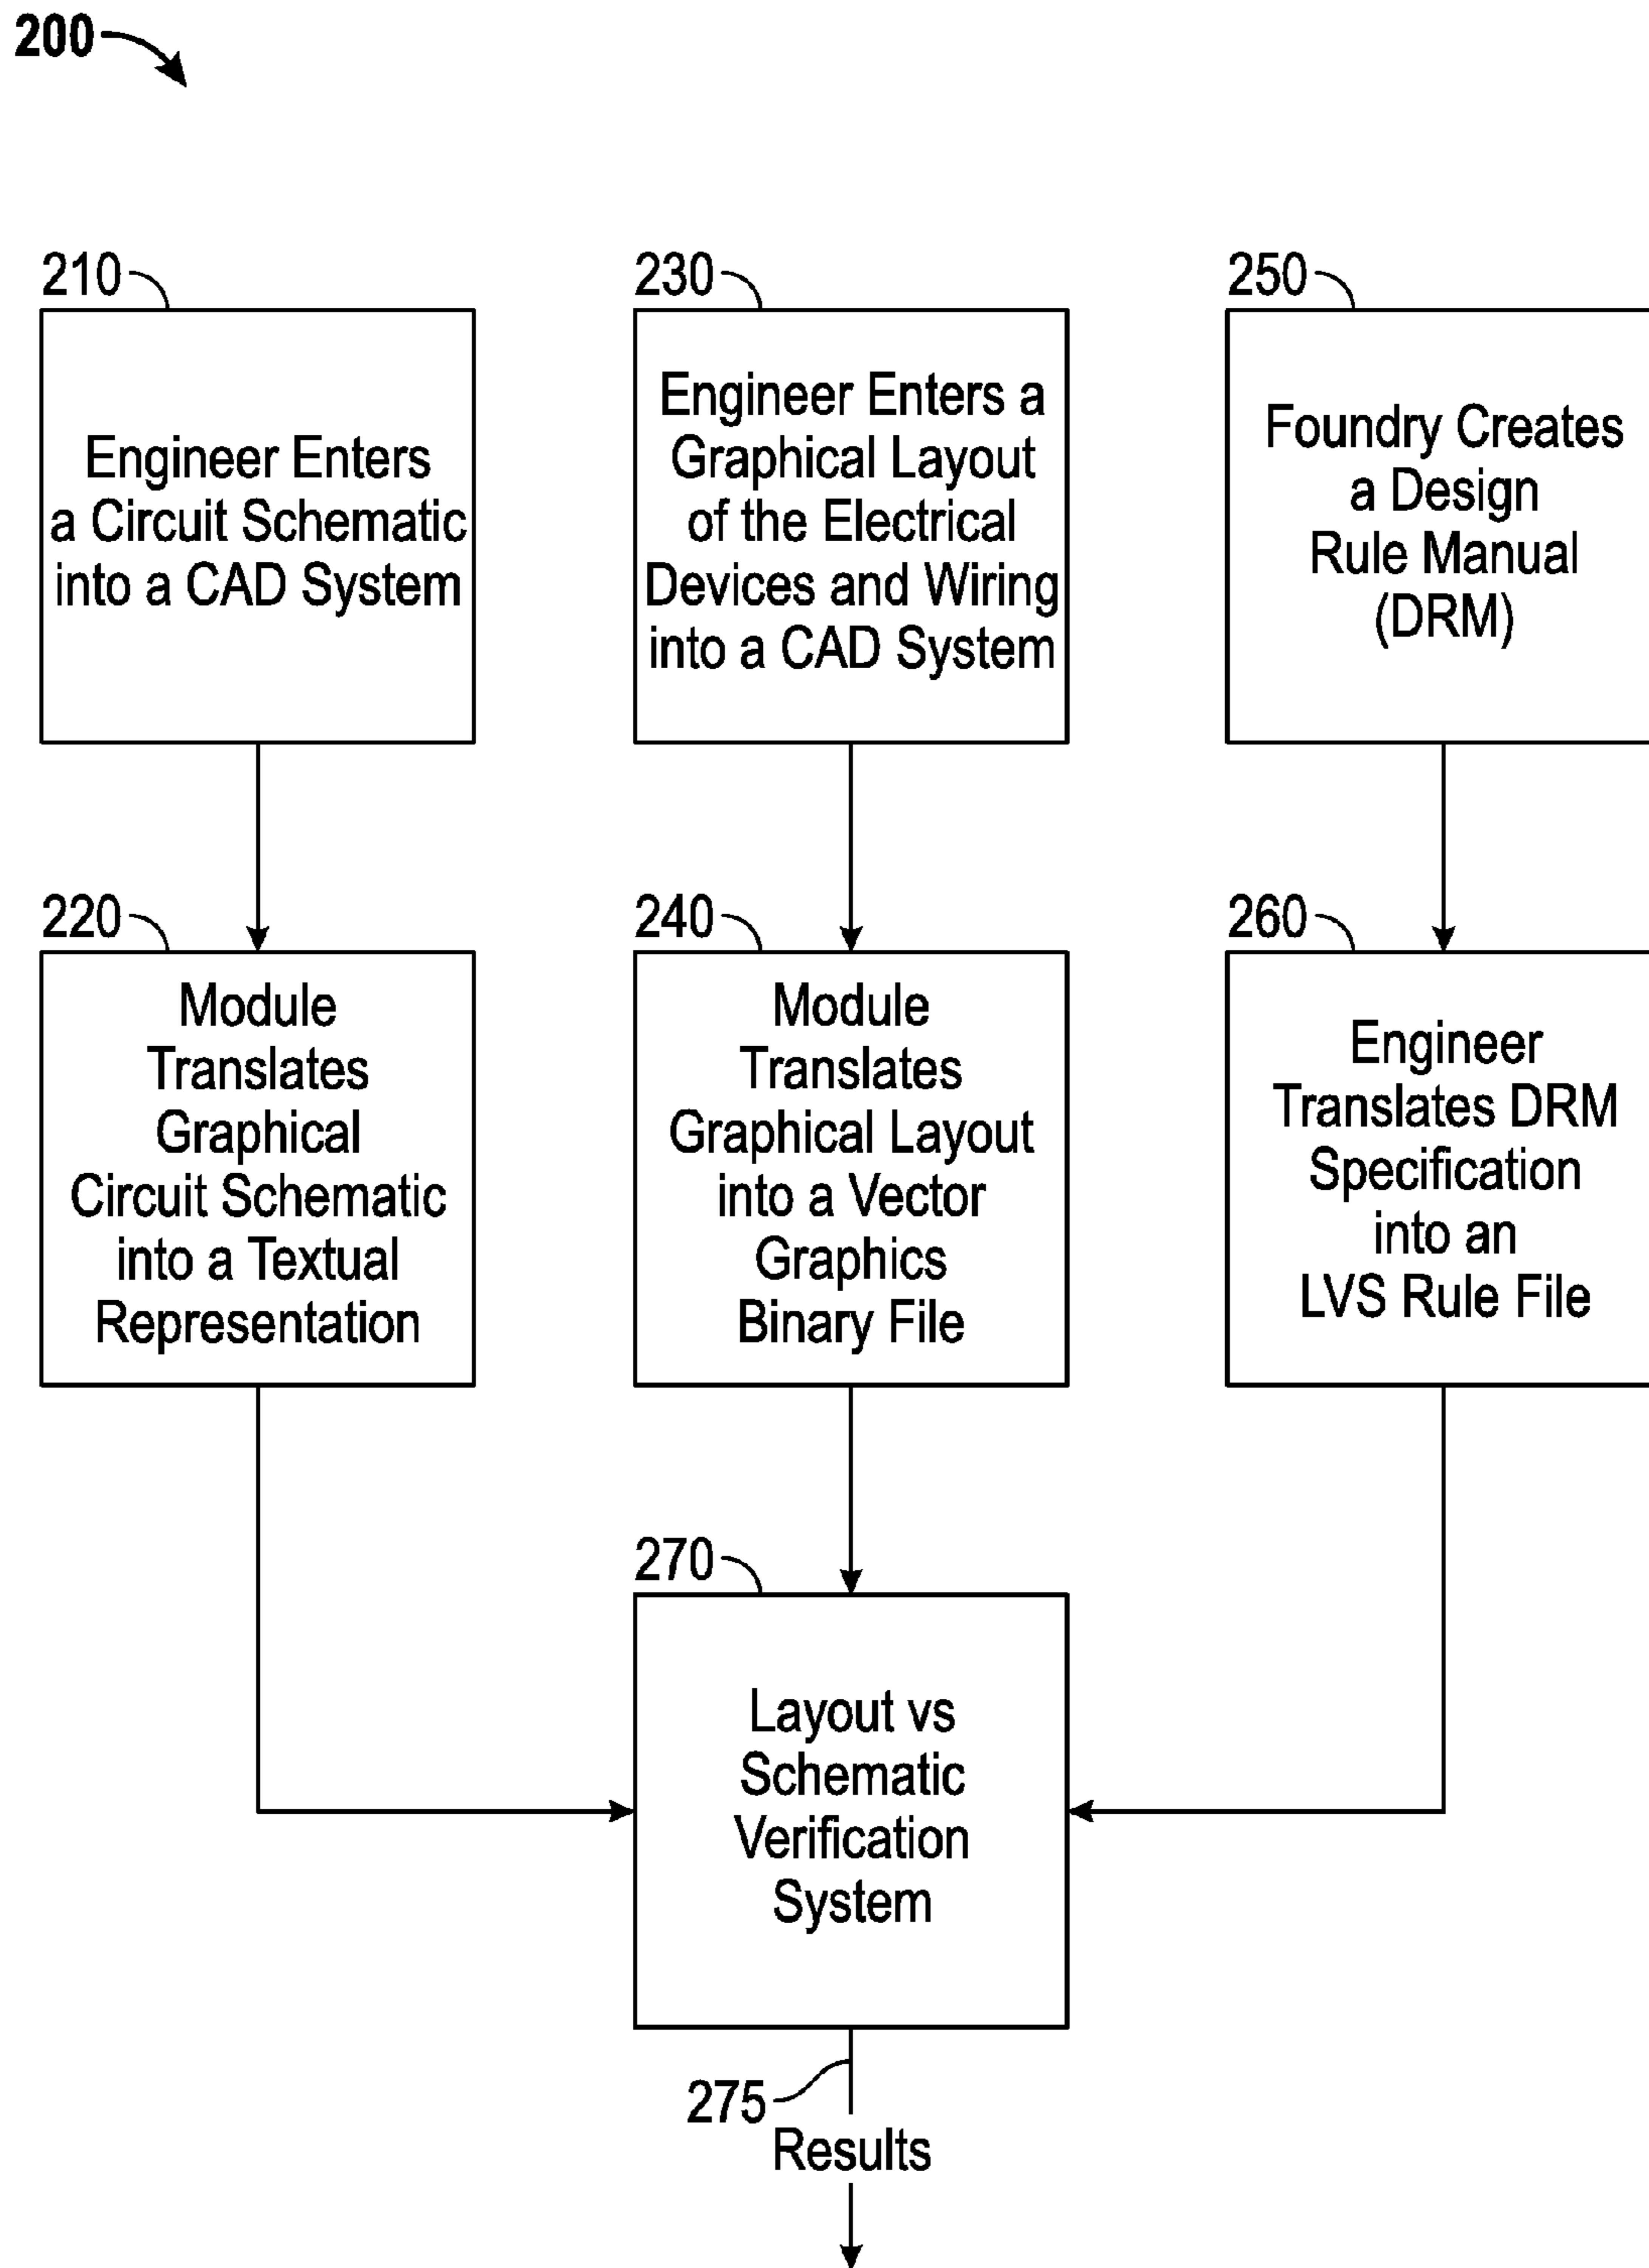 200
210
Engineer Enters
a Circuit Schematic
into a CAD System
230
Engineer Enters a
Graphical Layout
of the Electrical
Devices and Wiring
into a CAD System
250
Foundry Creates
a Design
Rule Manual
(DRM)
220
Module
Translates
Graphical
Circuit Schematic
into a Textual
Representation
240
Module
Translates
Graphical Layout
into a Vector
Graphics
Binary File
260
Engineer
Translates DRM
Specification
into an
LVS Rule File
270
Layout vs
Schematic
Verification
System
275
Results